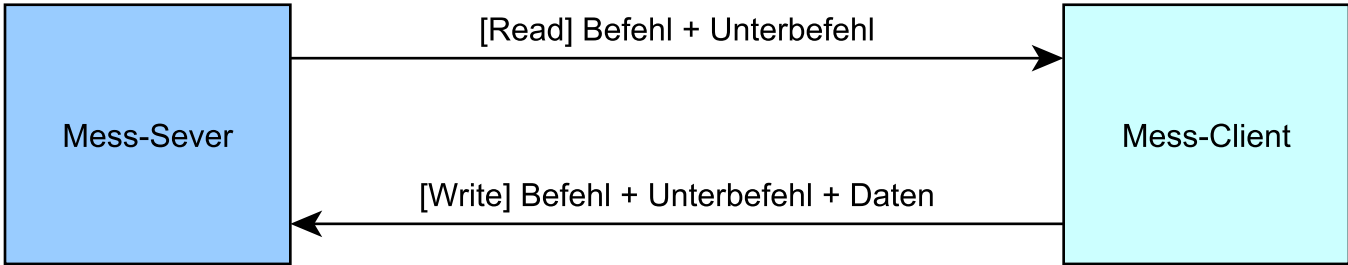 [Read] Befehl + Unterbefehl
Mess-Sever
Mess-Client
[Write] Befehl + Unterbefehl + Daten